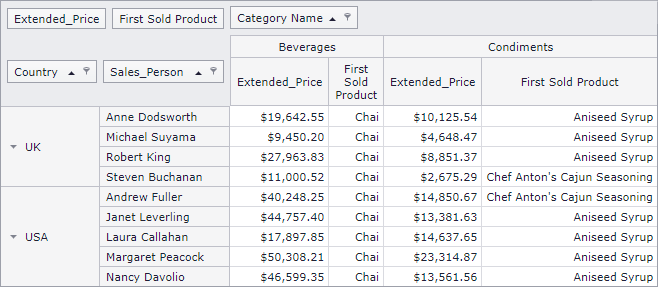 Extended_Price First Sold Product Category Name
Beverages Condiments
Country Sales_Person Extended_Price First Sold Product Extended_Price First Sold Product
UK Anne Dodsworth $19,642.55 Chai $10,125.54 Aniseed Syrup
Michael Suyama $9,450.20 Chai $4,648.47 Aniseed Syrup
Robert King $27,963.83 Chai $8,851.37 Aniseed Syrup
Steven Buchanan $11,000.52 Chai $2,675.29 Chef Anton's Cajun Seasoning
USA Andrew Fuller $40,248.25 Chai $14,850.67 Chef Anton's Cajun Seasoning
Janet Leverling $44,757.40 Chai $13,381.63 Aniseed Syrup
Laura Callahan $17,897.85 Chai $14,637.65 Aniseed Syrup
Margaret Peacock $50,308.21 Chai $23,314.87 Aniseed Syrup
Nancy Davolio $46,599.35 Chai $13,561.56 Aniseed Syrup